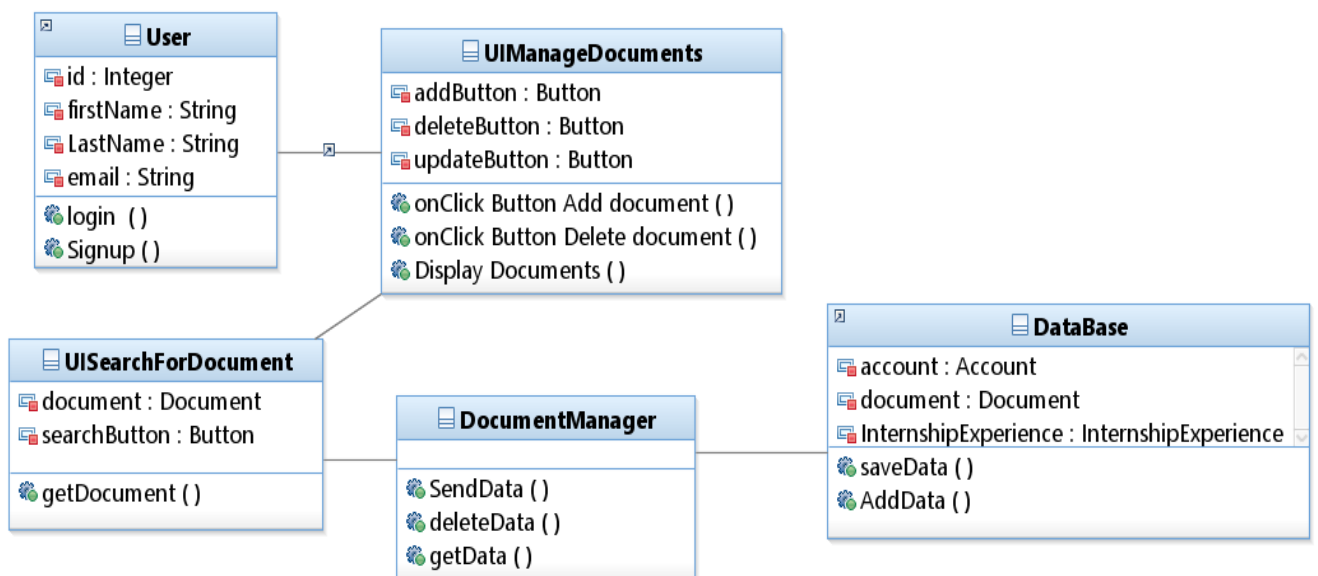 User
id : Integer
firstName : String
LastName : String
email : String
login ( )
Signup ( )
UIManageDocuments
addButton : Button
deleteButton : Button
updateButton : Button
onClick Button Add document ( )
onClick Button Delete document ( )
Display Documents ( )
UISearchForDocument
document : Document
searchButton : Button
getDocument ( )
DocumentManager
SendData ( )
deleteData ( )
getData ( )
DataBase
account : Account
document : Document
InternshipExperience : InternshipExperience
saveData ( )
AddData ( )